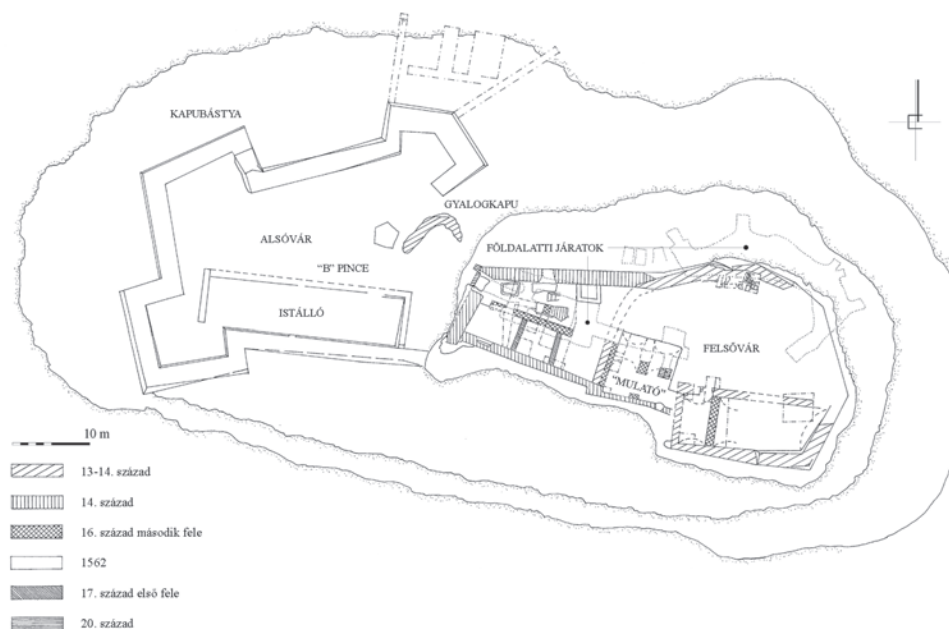 KAPUBÁSTYA
GYALOGKAPU
ALSÓVÁR
FÖLDALATTI JÁRATOK
"B" PINCE
ISTÁLLÓ
FELSŐVÁR
"MULATÓ"
10 m
13-14. század
14. század
16. század második fele
1562
17. század első fele
20. század